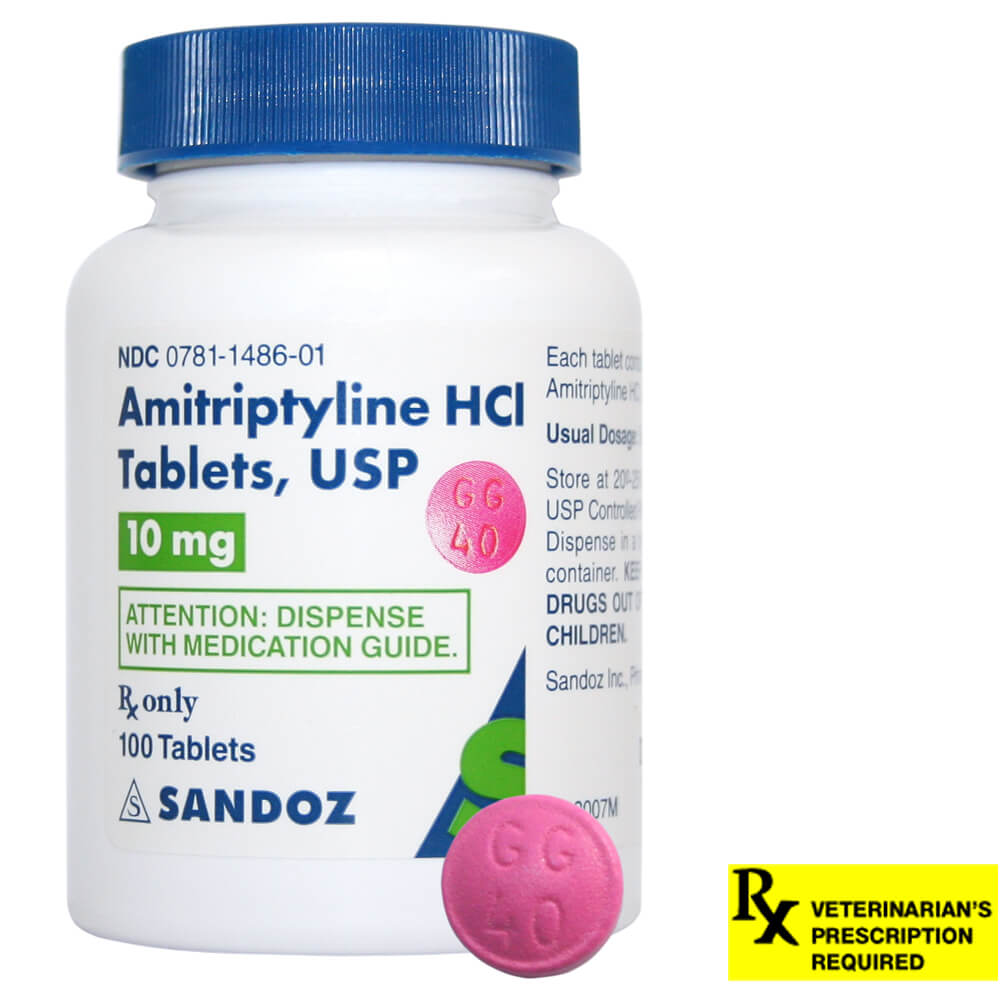 NDC 0781-1486-01
Amitriptyline HCl
Tablets, USP
10 mg
GG
40
ATTENTION: DISPENSE
WITH MEDICATION GUIDE.
Rx only
100 Tablets
S SANDOZ
Each tablet
Amitriptyline HCl
Usual Dosage:
Store at
USP Controlled
Dispense in a
container.
DRUGS OUT
CHILDREN.
Sandoz Inc.,
2007M
GG
40
Rx
VETERINARIAN'S
PRESCRIPTION
REQUIRED